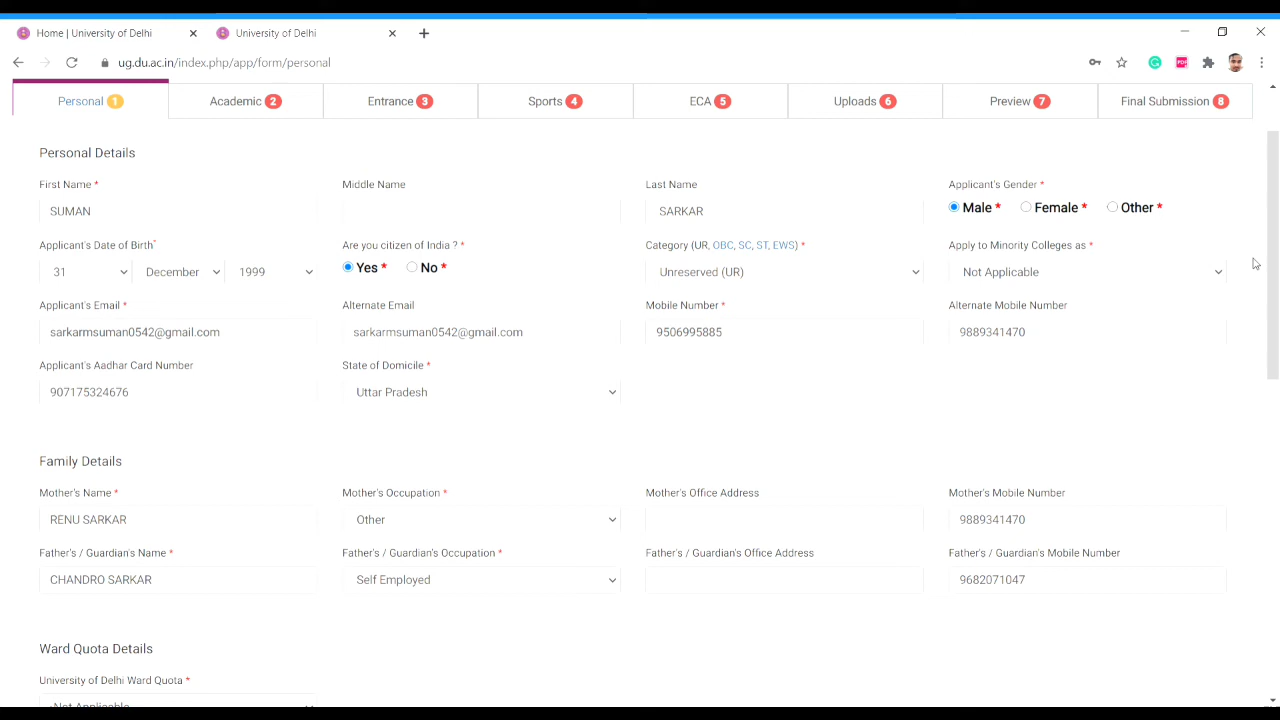 Home | University of Delhi
University of Delhi
ug.du.ac.in/index.php/app/form/personal
PDF
Personal 1
Academic 2
Entrance 3
Sports 4
ECA 5
Uploads 6
Preview 7
Final Submission 8
Personal Details
First Name * Middle Name Last Name Applicant's Gender *
SUMAN SARKAR Male * Female * Other *
Applicant's Date of Birth* Are you citizen of India ? * Category (UR, OBC, SC, ST, EWS) * Apply to Minority Colleges as *
31 December 1999 Yes * No * Unreserved (UR) Not Applicable
Applicant's Email * Alternate Email Mobile Number * Alternate Mobile Number
sarkarmsuman0542@gmail.com sarkarmsuman0542@gmail.com 9506995885 9889341470
Applicant's Aadhar Card Number State of Domicile *
907175324676 Uttar Pradesh
Family Details
Mother's Name * Mother's Occupation * Mother's Office Address Mother's Mobile Number
RENU SARKAR Other 9889341470
Father's / Guardian's Name * Father's / Guardian's Occupation * Father's / Guardian's Office Address Father's / Guardian's Mobile Number
CHANDRO SARKAR Self Employed 9682071047
Ward Quota Details
University of Delhi Ward Quota *
Not Applicable